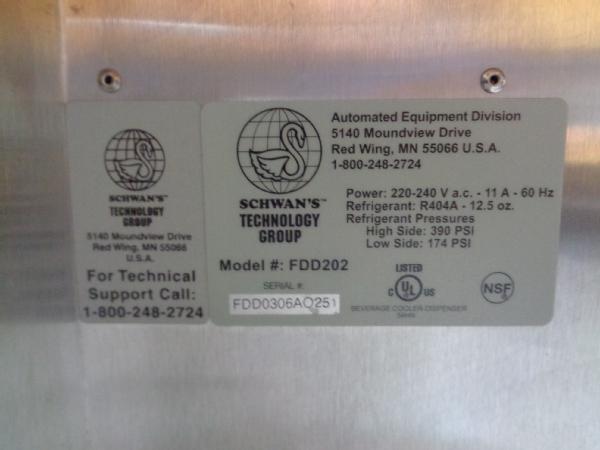 SCHWAN'S™
TECHNOLOGY
GROUP
5140 Moundview Drive
Red Wing, MN 55066
U.S.A.
For Technical
Support Call:
1-800-248-2724
SCHWAN'S™
TECHNOLOGY
GROUP
Automated Equipment Division
5140 Moundview Drive
Red Wing, MN 55066 U.S.A.
1-800-248-2724
Power: 220-240 V a.c. - 11 A - 60 Hz
Refrigerant: R404A - 12.5 oz.
Refrigerant Pressures
High Side: 390 PSI
Low Side: 174 PSI
Model #: FDD202
SERIAL #:
FDD0306AO251
LISTED
C UL US
BEVERAGE COOLER-DISPENSER
NSF